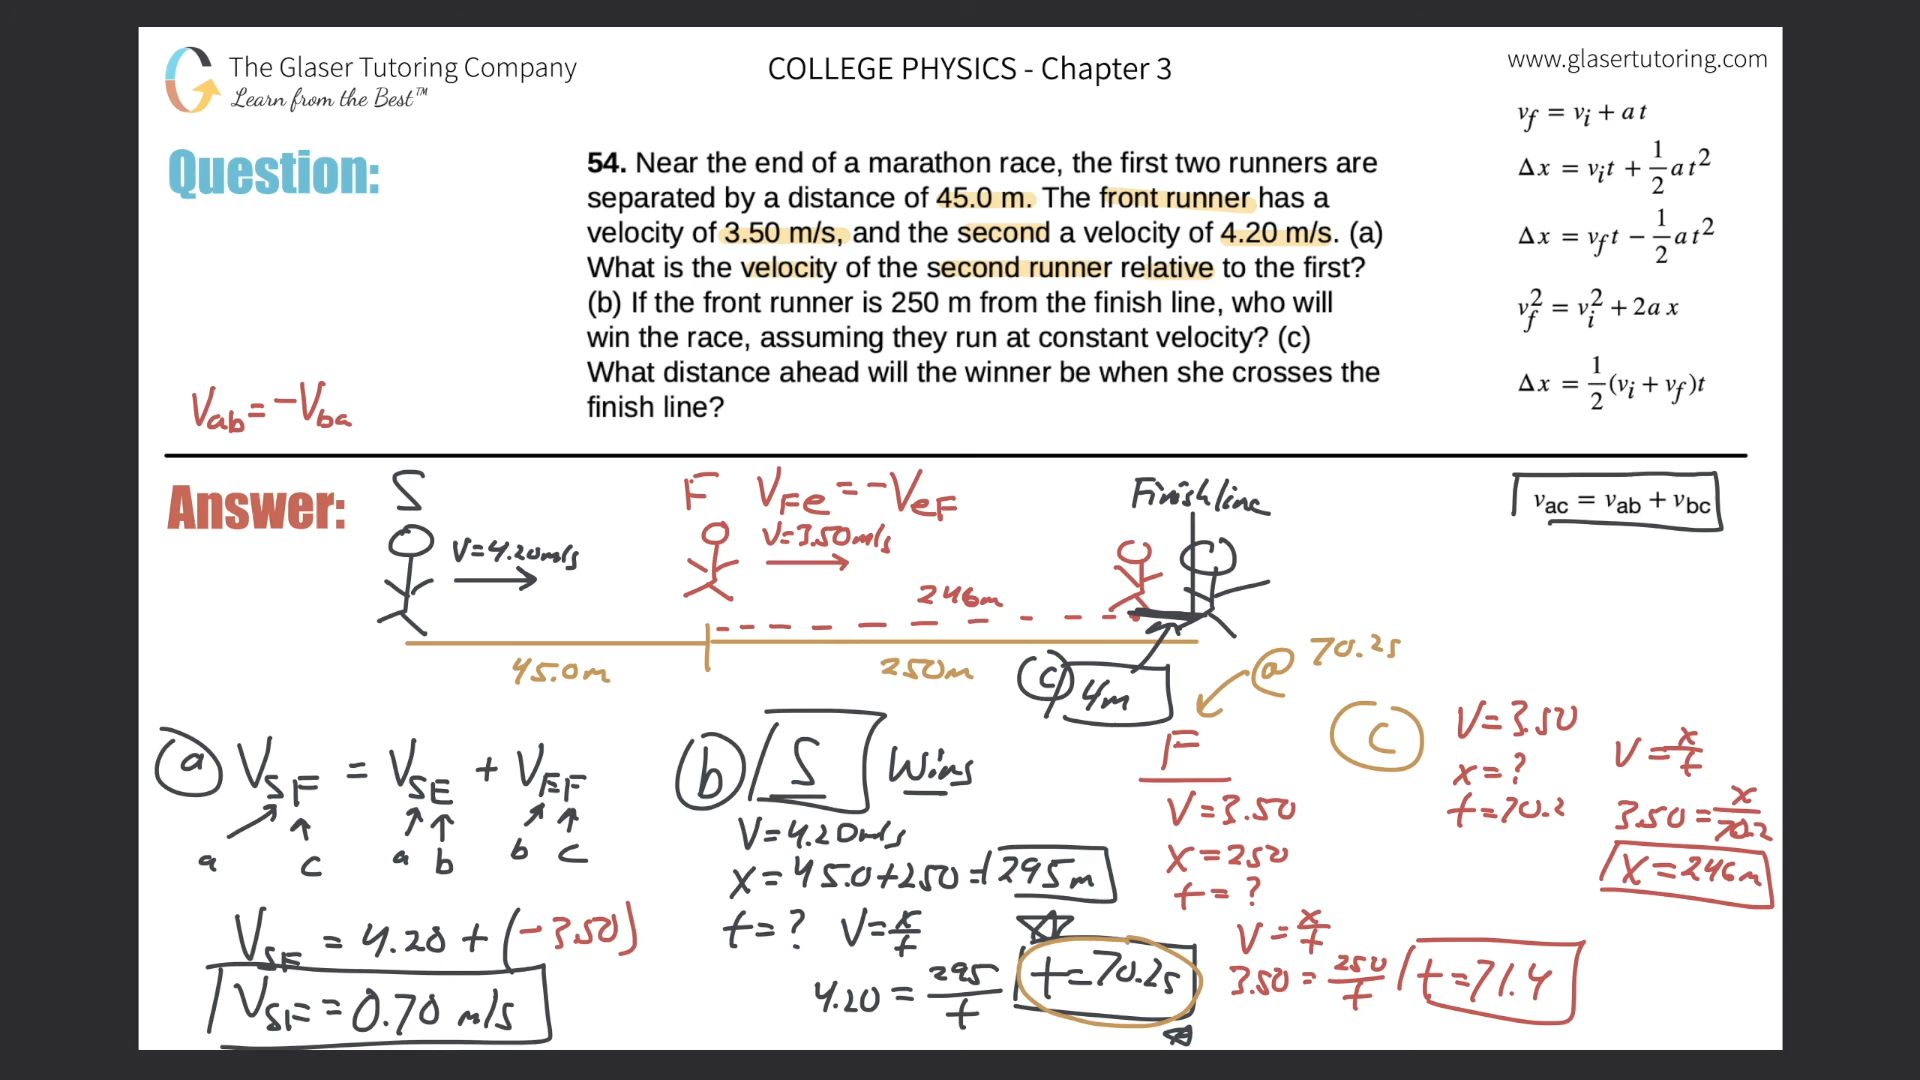 The Glaser Tutoring Company
Learn from the Best™
COLLEGE PHYSICS - Chapter 3
www.glasertutoring.com
Question:
54. Near the end of a marathon race, the first two runners are
separated by a distance of 45.0 m. The front runner has a
velocity of 3.50 m/s, and the second a velocity of 4.20 m/s. (a)
What is the velocity of the second runner relative to the first?
(b) If the front runner is 250 m from the finish line, who will
win the race, assuming they run at constant velocity? (c)
What distance ahead will the winner be when she crosses the
finish line?
v_f = v_i + a t
Δx = v_i t + 1/2 a t²
Δx = v_f t − 1/2 a t²
v_f² = v_i² + 2 a x
Δx = 1/2 (v_i + v_f) t
V_ab = -V_ba
Answer:
S
F V_Fe = -V_eF
Finish line
v_ac = v_ab + v_bc
V=4.20m/s
V=3.50m/s
246m
45.0m
250m
(c) 4m
@ 70.2s
(a) V_SF = V_SE + V_EF
a c a b b c
V_SF = 4.20 + (-3.50)
V_SF = 0.70 m/s
(b) S Wins
V=4.20m/s
x=45.0+250= 295m
t=? V=x/t
4.20 = 295/t t=70.2s
F
V=3.50
x=250
t=?
V=x/t
3.50 = 250/t t=71.4
(c) V=3.50
x=?
t=70.2
V=x/t
3.50=x/70.2
x=246m